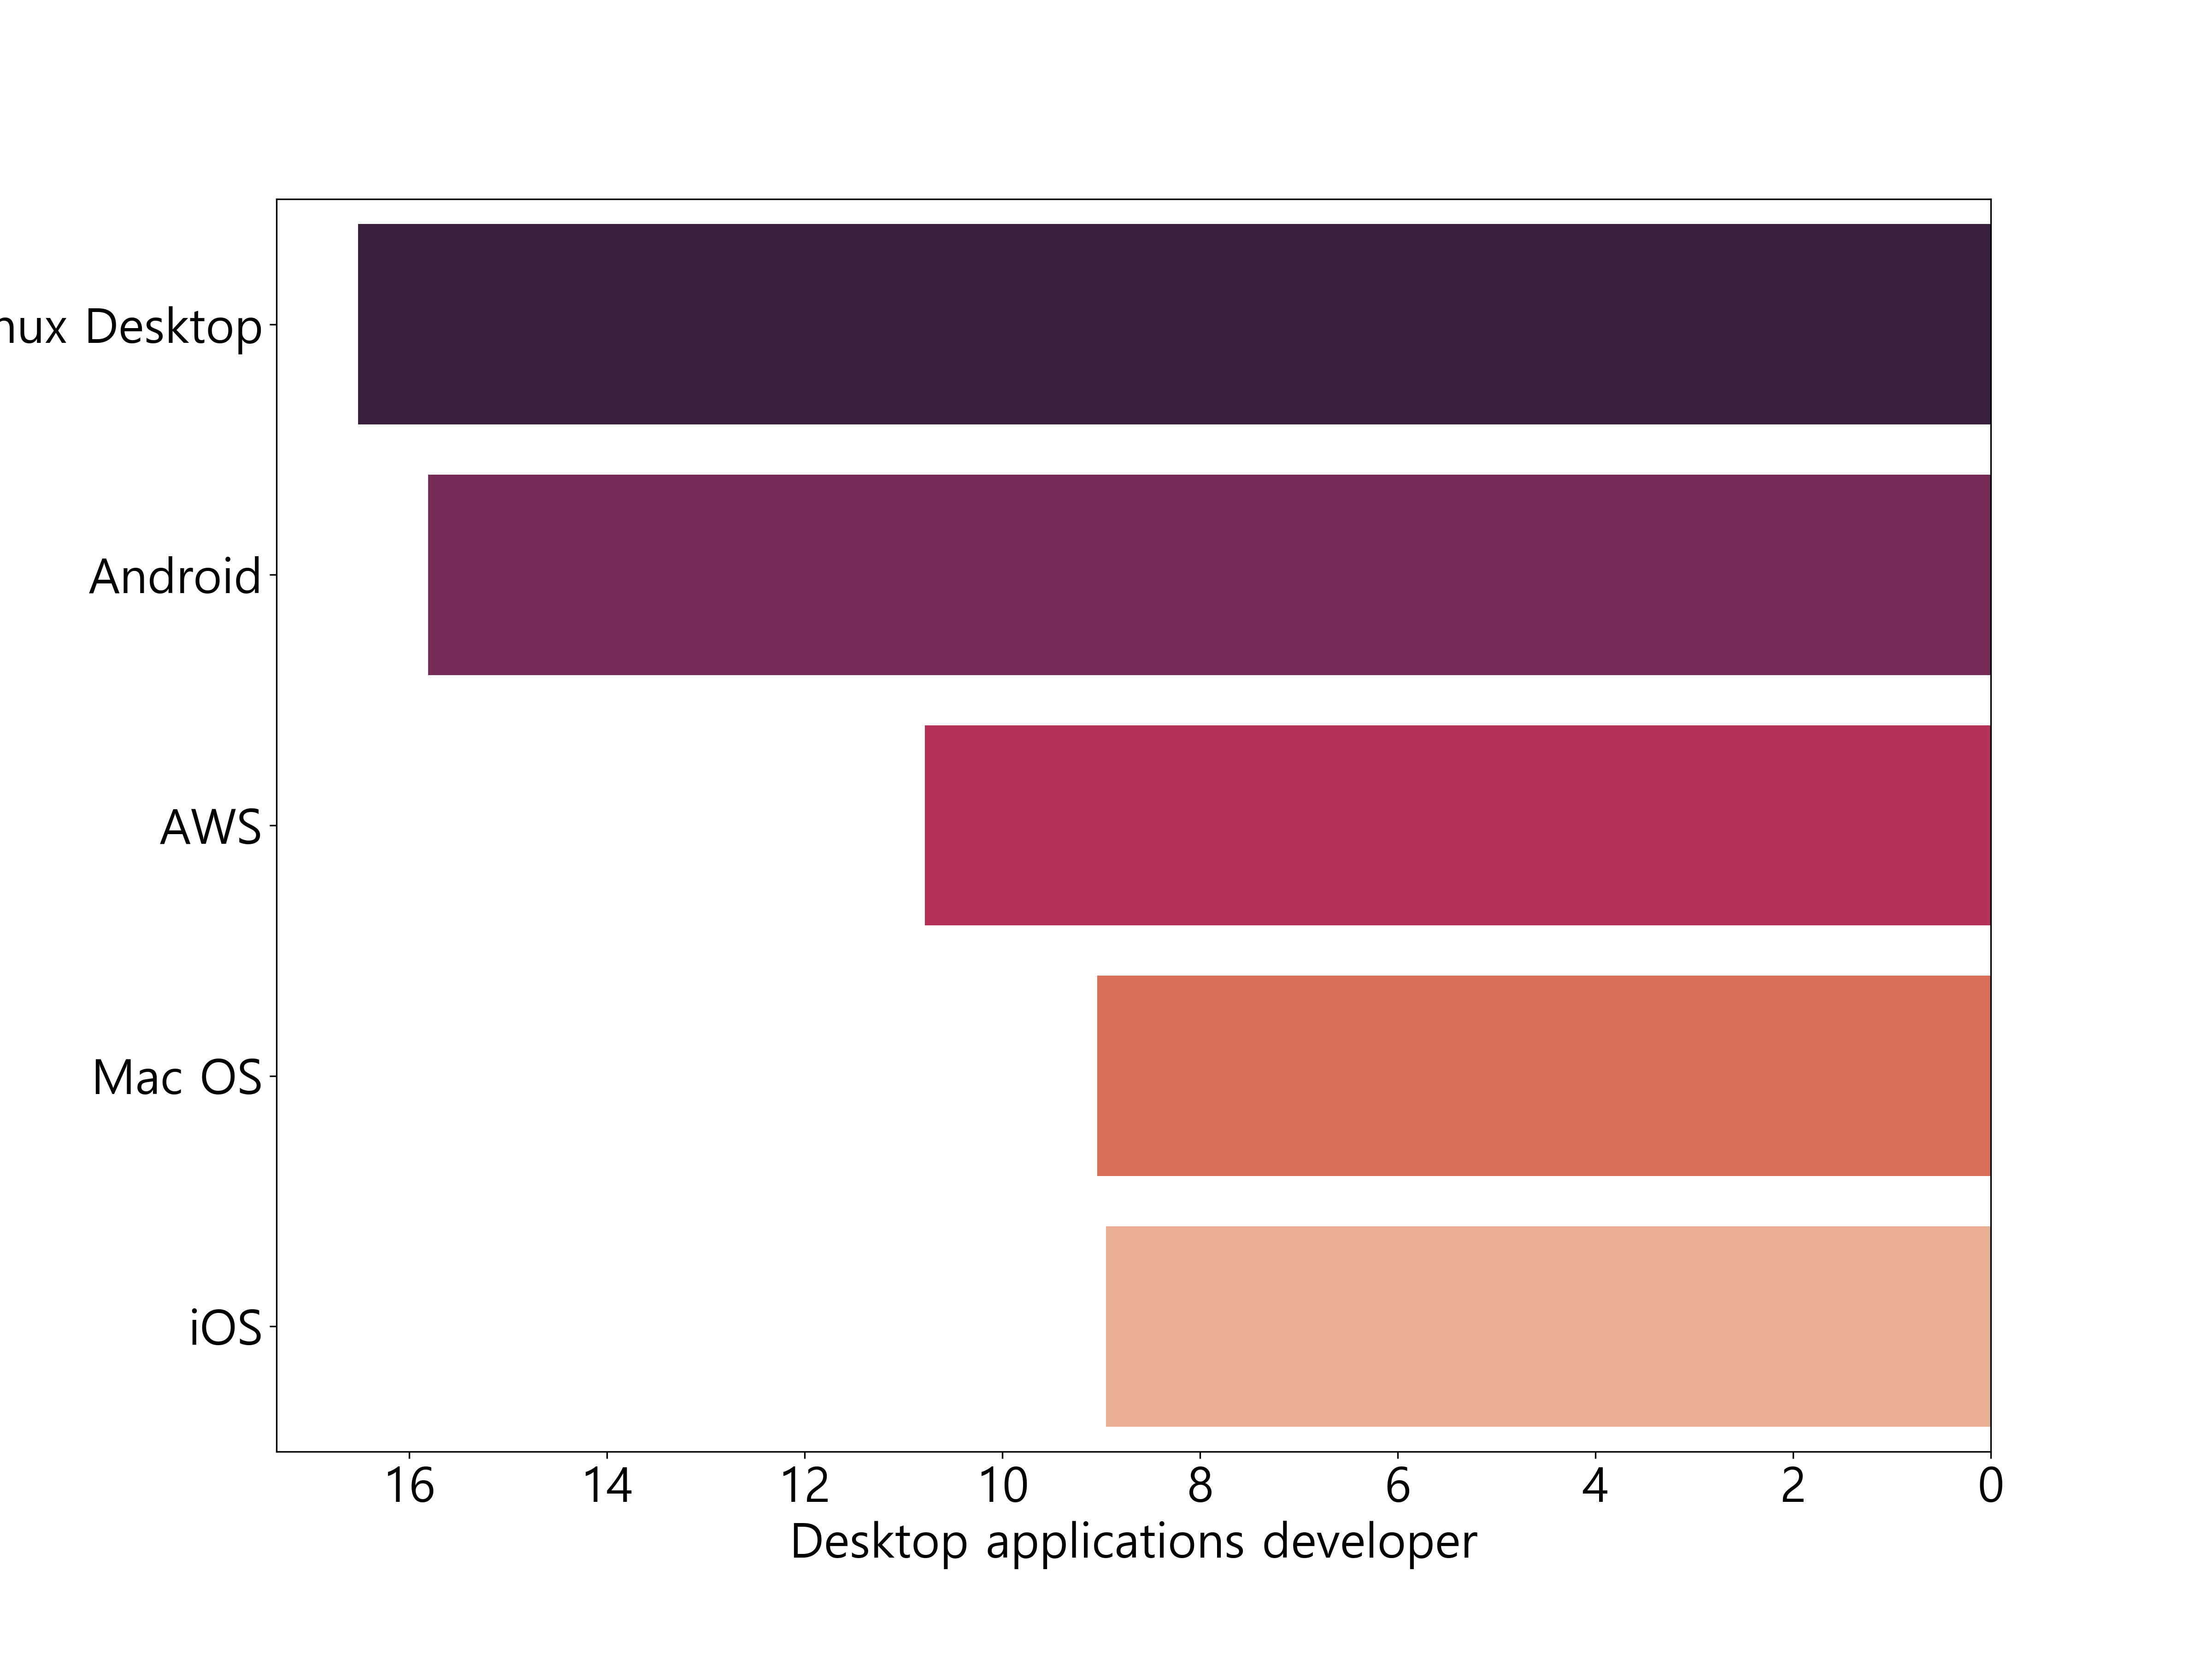 nux Desktop
Android
AWS
Mac OS
iOS
16 14 12 10 8 6 4 2 0
Desktop applications developer